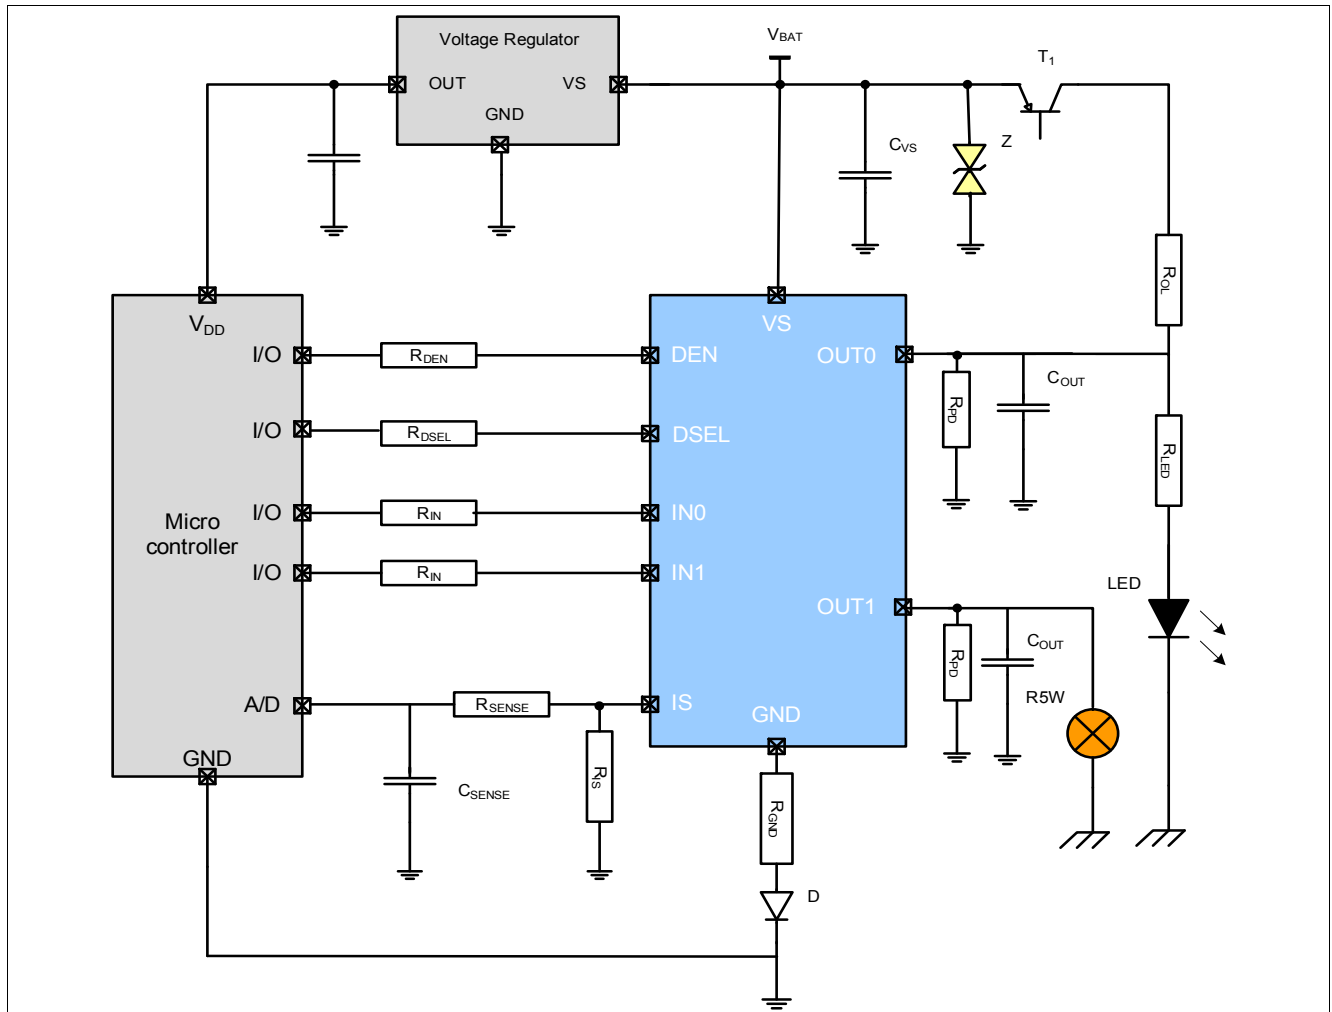 Voltage Regulator
OUT
VS
GND
VBAT
T1
CVS
Z
ROL
VDD
I/O
RDEN
DEN
VS
OUT0
RPD
COUT
I/O
RDSEL
DSEL
RLED
I/O
RIN
IN0
Micro
controller
I/O
RIN
IN1
OUT1
LED
RPD
COUT
R5W
A/D
RSENSE
IS
GND
GND
CSENSE
RIS
RGND
D